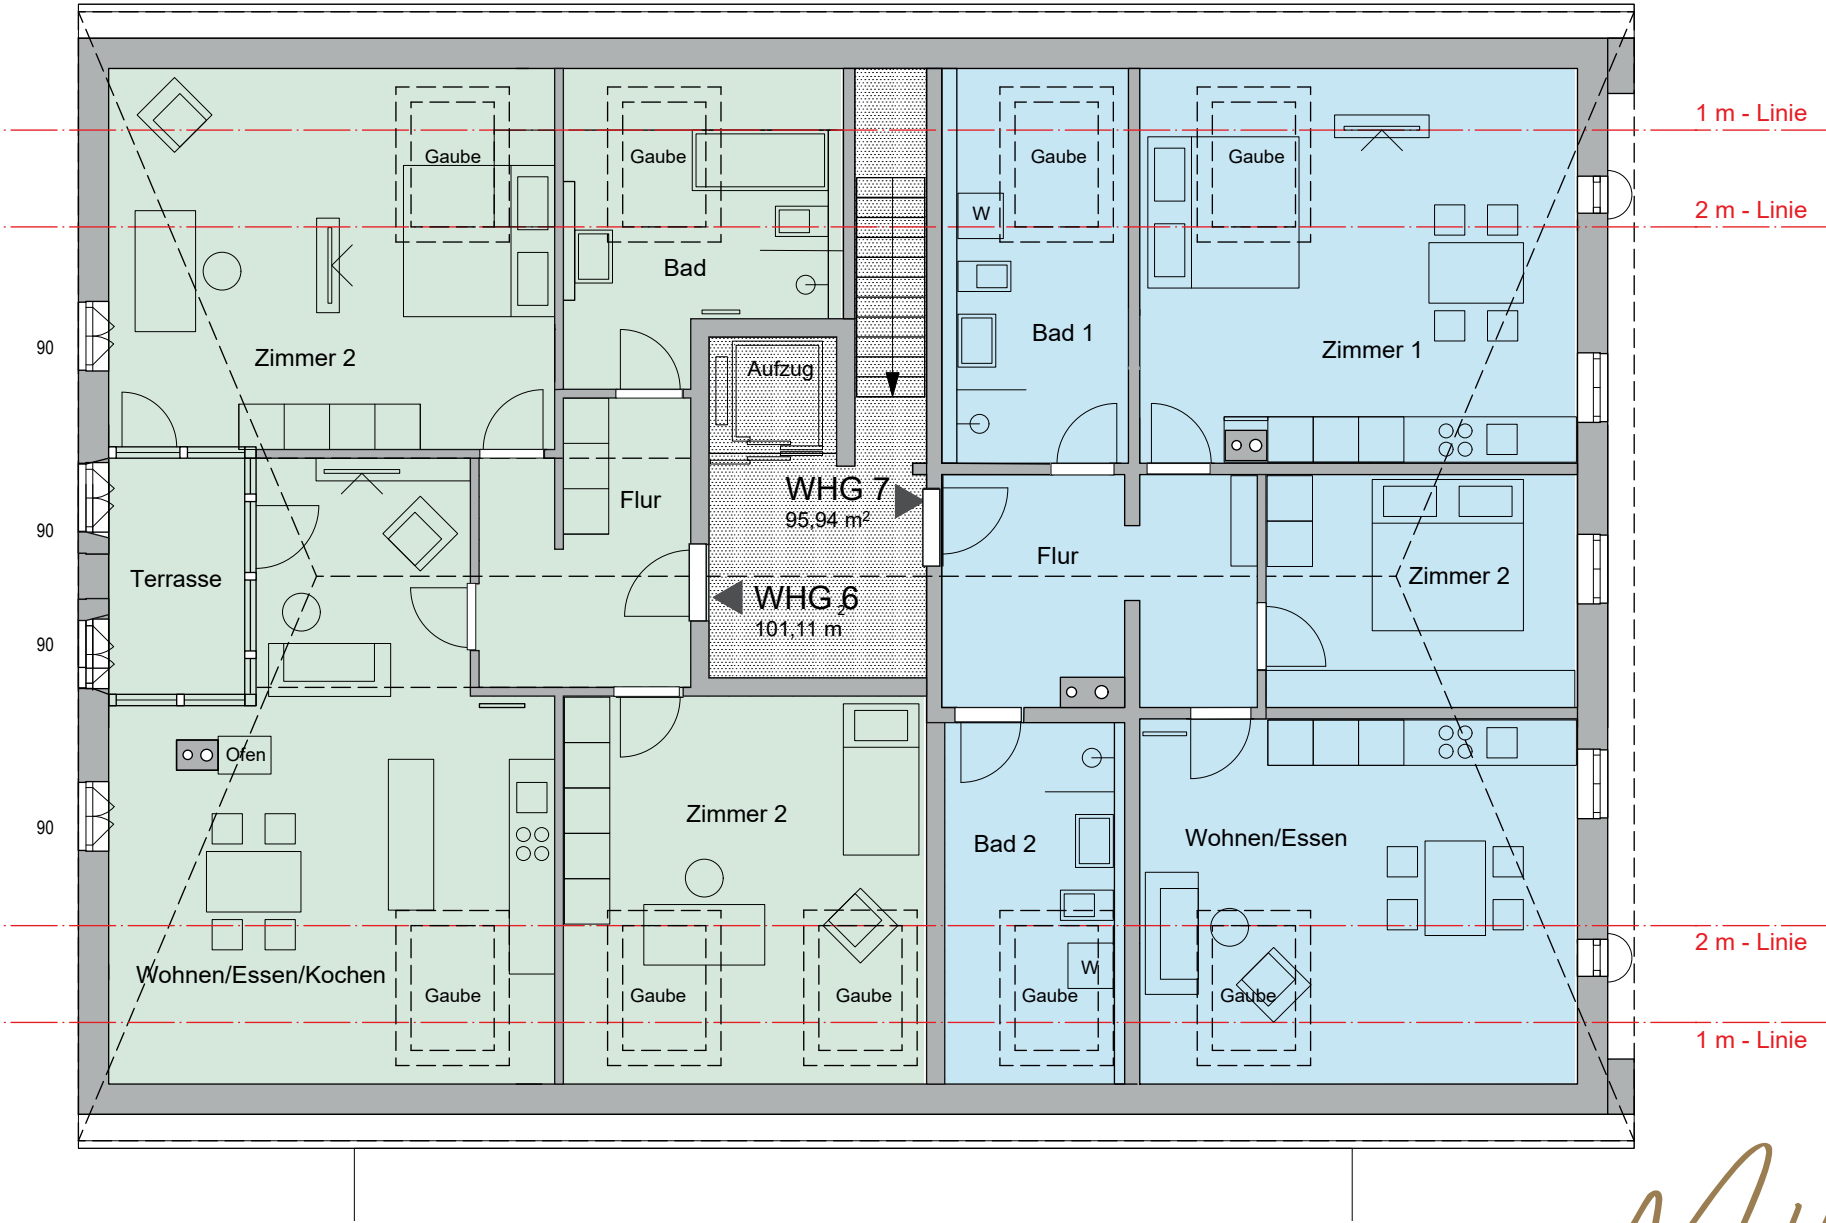 1 m - Linie
Gaube
Gaube
Gaube
Gaube
2 m - Linie
W
Bad
Bad 1
90
Zimmer 2
Zimmer 1
Aufzug
WHG 7
95,94 m²
Flur
90
Flur
Terrasse
Zimmer 2
WHG 6
2
101,11 m
90
Ofen
Zimmer 2
90
Bad 2
Wohnen/Essen
2 m - Linie
Wohnen/Essen/Kochen
W
Gaube
Gaube
Gaube
Gaube
Gaube
1 m - Linie